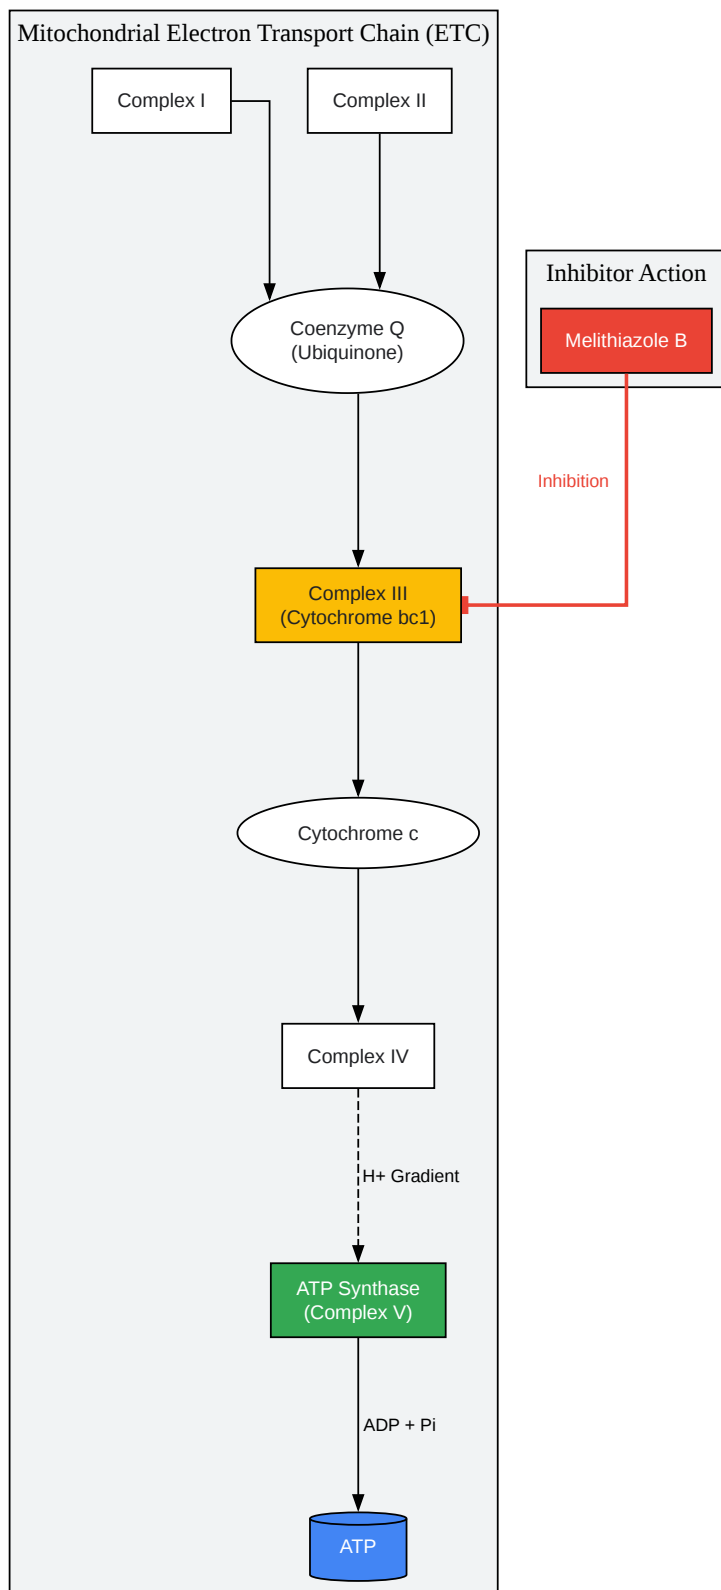 Mitochondrial Electron Transport Chain (ETC)
Complex I
Complex II
Inhibitor Action
Melithiazole B
Coenzyme Q
(Ubiquinone)
Inhibition
Complex III
(Cytochrome bc1)
Cytochrome c
Complex IV
H+ Gradient
ATP Synthase
(Complex V)
ADP + Pi
ATP